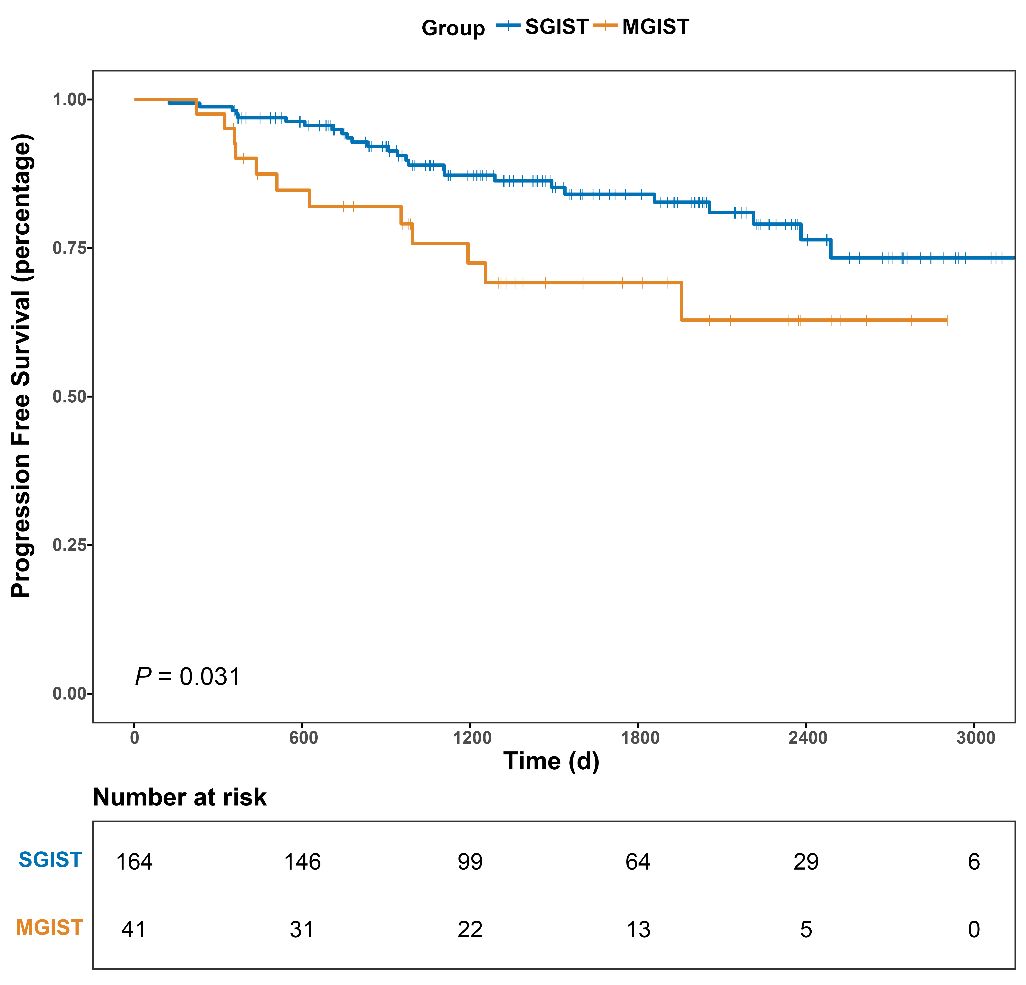 Group SGIST MGIST
Progression Free Survival (percentage)
1.00
0.75
0.50
0.25
0.00
P = 0.031
0 600 1200 1800 2400 3000
Time (d)
Number at risk
SGIST 164 146 99 64 29 6
MGIST 41 31 22 13 5 0